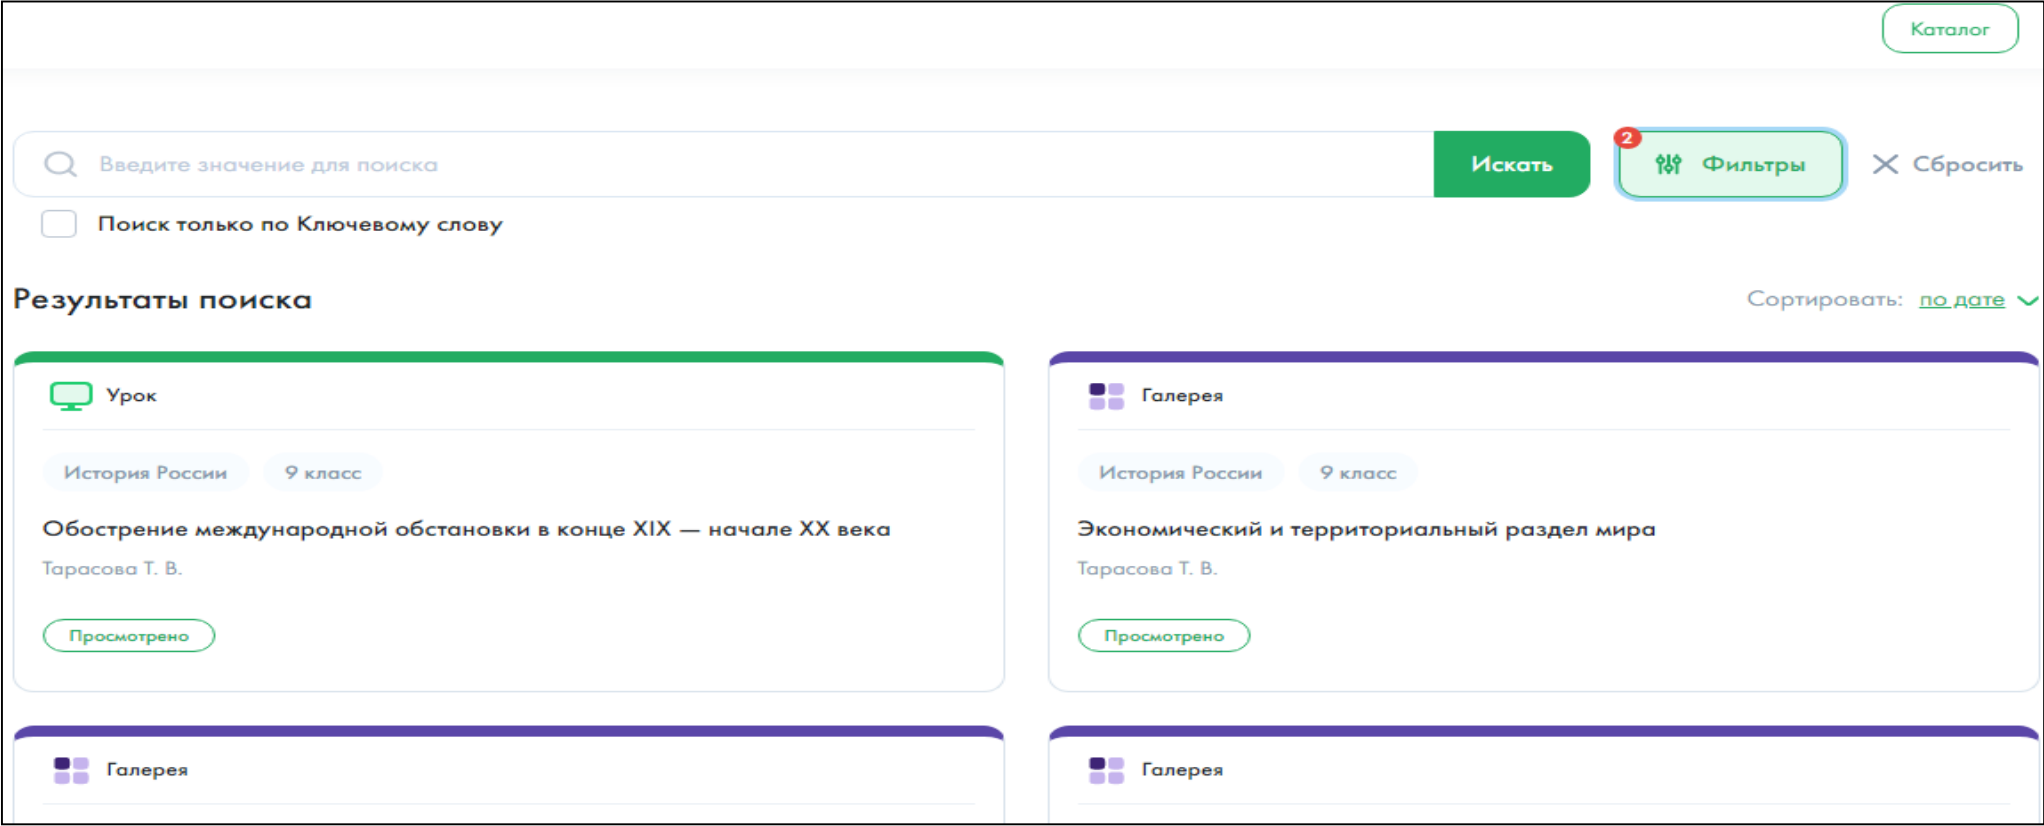 Каталог
Введите значение для поиска
Искать
2
Фильтры
Сбросить
Поиск только по Ключевому слову
Результаты поиска
Сортировать: по дате
Урок
История России 9 класс
Обострение международной обстановки в конце XIX — начале XX века
Тарасова Т. В.
Просмотрено
Галерея
История России 9 класс
Экономический и территориальный раздел мира
Тарасова Т. В.
Просмотрено
Галерея
Галерея